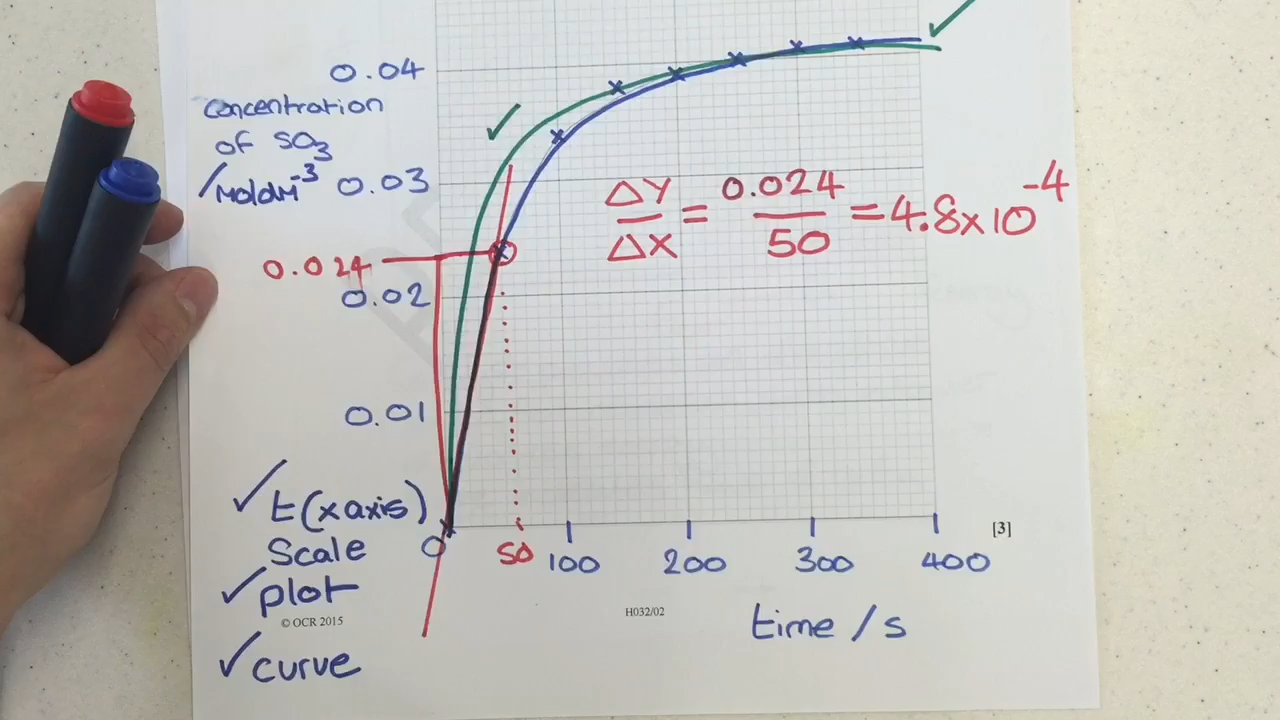 0.04
concentration
of SO₃
/ moldm⁻³
0.03
ΔY/ΔX = 0.024/50 = 4.8x10⁻⁴
0.024
0.02
0.01
✓ t(x axis)
Scale
✓ plot
✓ curve
0 50 100 200 300 400
[3]
time / s
© OCR 2015
H032/02